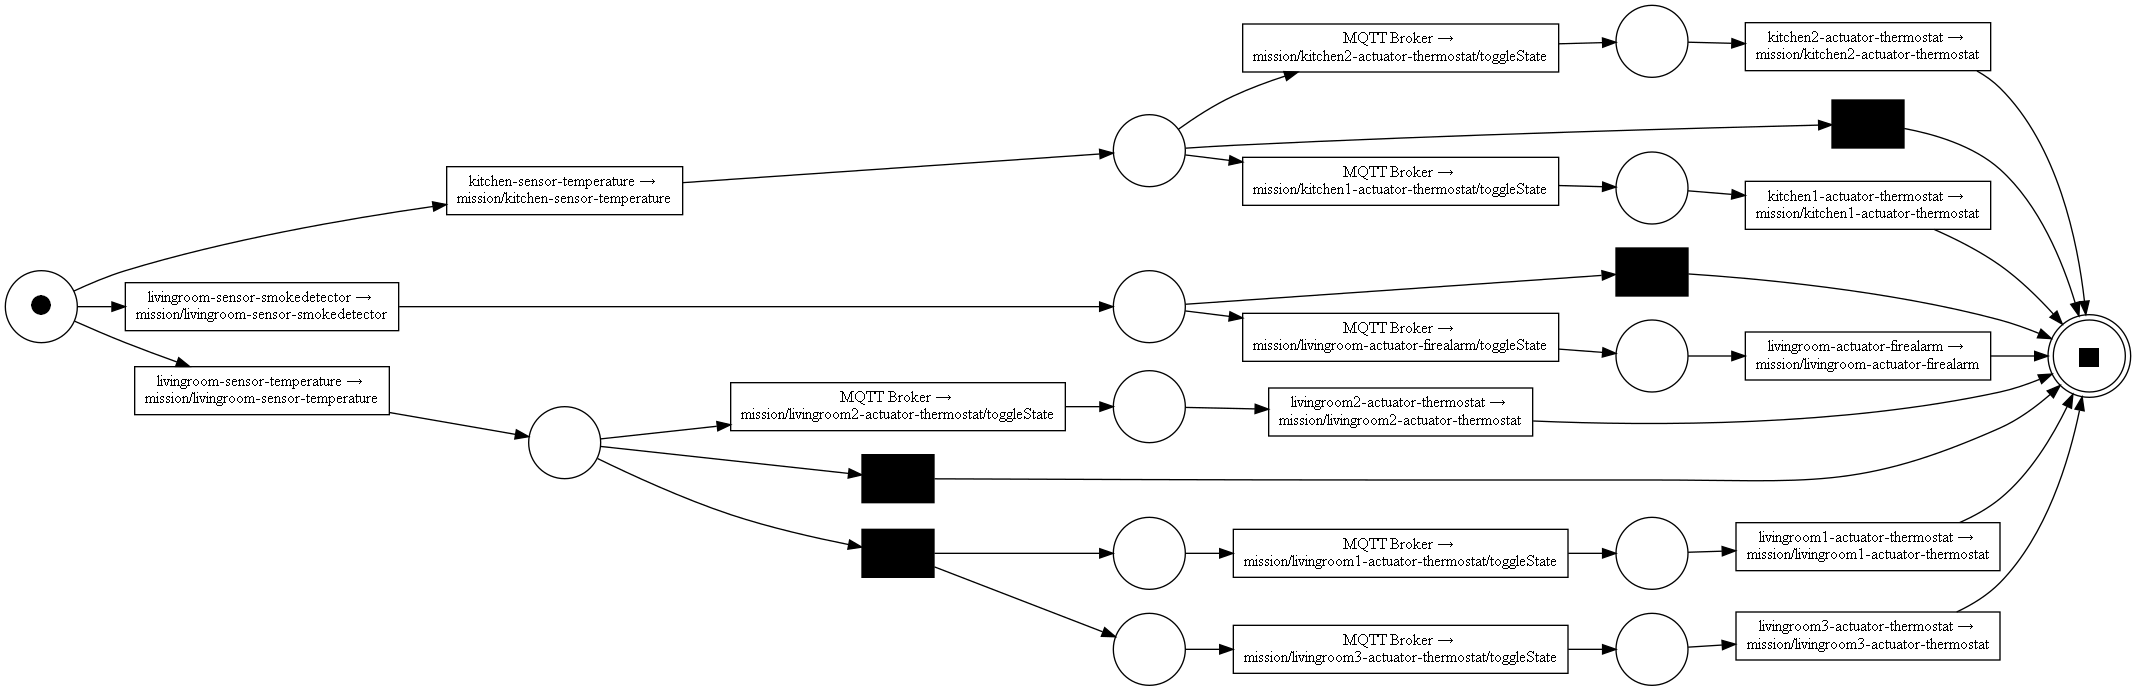 MQTT Broker →
mission/kitchen2-actuator-thermostat/toggleState
kitchen2-actuator-thermostat →
mission/kitchen2-actuator-thermostat
kitchen-sensor-temperature →
mission/kitchen-sensor-temperature
MQTT Broker →
mission/kitchen1-actuator-thermostat/toggleState
kitchen1-actuator-thermostat →
mission/kitchen1-actuator-thermostat
livingroom-sensor-smokedetector →
mission/livingroom-sensor-smokedetector
MQTT Broker →
mission/livingroom-actuator-firealarm/toggleState
livingroom-actuator-firealarm →
mission/livingroom-actuator-firealarm
livingroom-sensor-temperature →
mission/livingroom-sensor-temperature
MQTT Broker →
mission/livingroom2-actuator-thermostat/toggleState
livingroom2-actuator-thermostat →
mission/livingroom2-actuator-thermostat
MQTT Broker →
mission/livingroom1-actuator-thermostat/toggleState
livingroom1-actuator-thermostat →
mission/livingroom1-actuator-thermostat
MQTT Broker →
mission/livingroom3-actuator-thermostat/toggleState
livingroom3-actuator-thermostat →
mission/livingroom3-actuator-thermostat